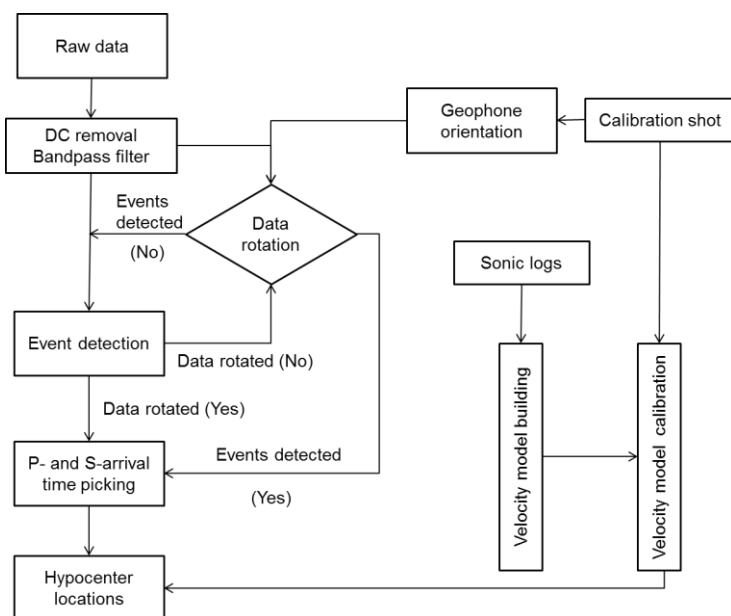 Raw data
DC removal
Bandpass filter
Geophone
orientation
Calibration shot
Events
detected
(No)
Data
rotation
Sonic logs
Event detection
Data rotated (No)
Data rotated (Yes)
P- and S-arrival
time picking
Events detected
(Yes)
Velocity model building
Velocity model calibration
Hypocenter
locations